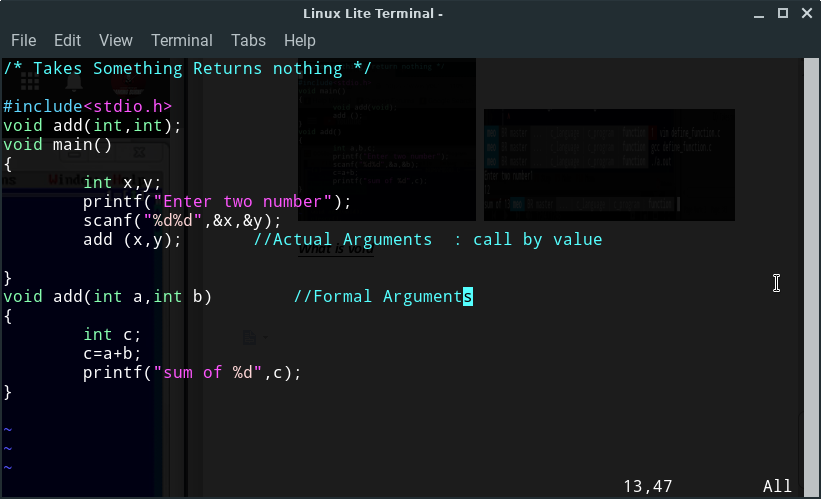 Linux Lite Terminal -
File Edit View Terminal Tabs Help
/* Takes Something Returns nothing */
#include<stdio.h>
void add(int,int);
void main()
{
int x,y;
printf("Enter two number");
scanf("%d%d",&x,&y);
add (x,y); //Actual Arguments : call by value
}
void add(int a,int b) //Formal Arguments
{
int c;
c=a+b;
printf("sum of %d",c);
}
~
~
~
13,47 All